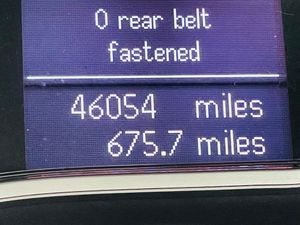 0 rear belt
fastened
46054 miles
675.7 miles